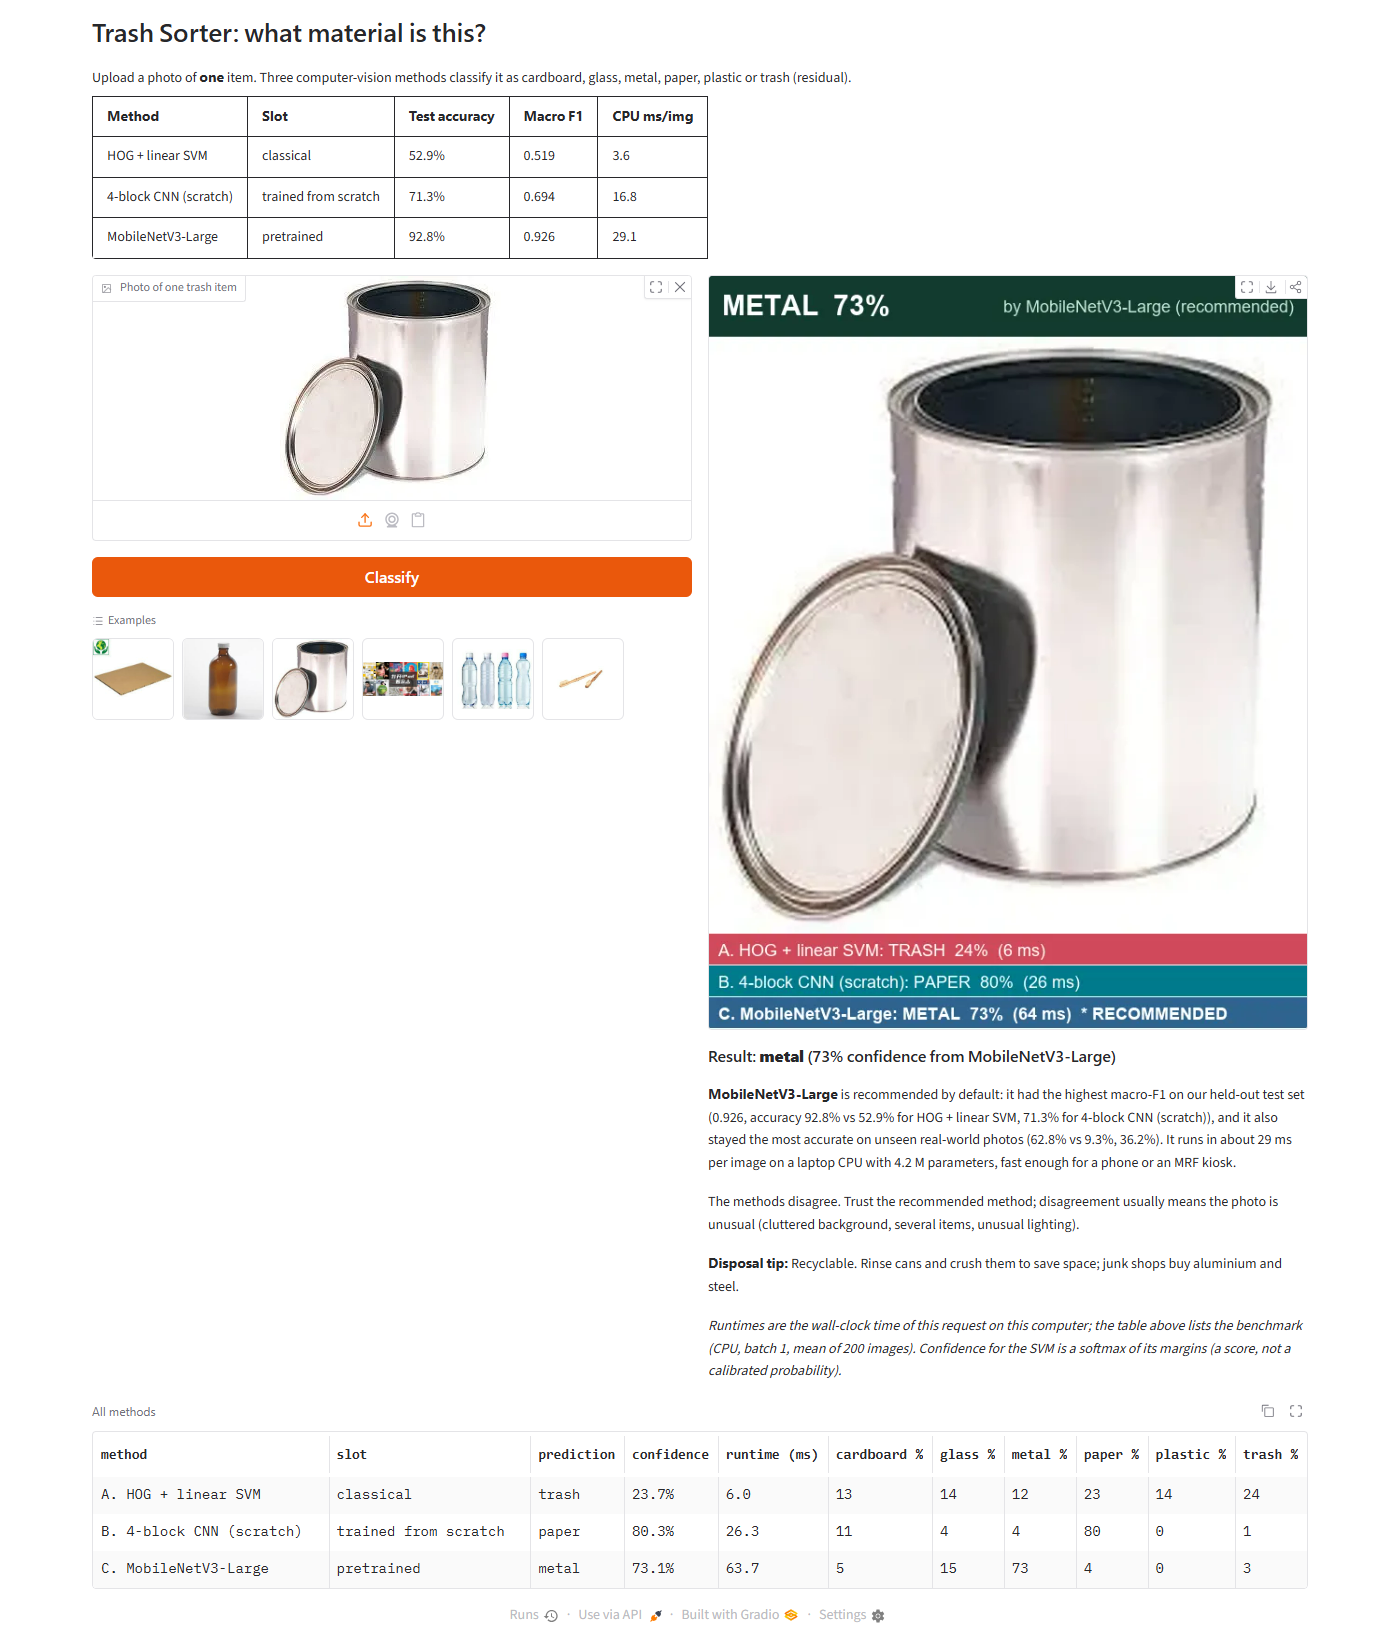 Trash Sorter: what material is this?
Upload a photo of one item. Three computer-vision methods classify it as cardboard, glass, metal, paper, plastic or trash (residual).
Method Slot Test accuracy Macro F1 CPU ms/img
HOG + linear SVM classical 52.9% 0.519 3.6
4-block CNN (scratch) trained from scratch 71.3% 0.694 16.8
MobileNetV3-Large pretrained 92.8% 0.926 29.1
Photo of one trash item
Classify
Examples
METAL 73% by MobileNetV3-Large (recommended)
A. HOG + linear SVM: TRASH 24% (6 ms)
B. 4-block CNN (scratch): PAPER 80% (26 ms)
C. MobileNetV3-Large: METAL 73% (64 ms) * RECOMMENDED
Result: metal (73% confidence from MobileNetV3-Large)
MobileNetV3-Large is recommended by default: it had the highest macro-F1 on our held-out test set
(0.926, accuracy 92.8% vs 52.9% for HOG + linear SVM, 71.3% for 4-block CNN (scratch)), and it also
stayed the most accurate on unseen real-world photos (62.8% vs 9.3%, 36.2%). It runs in about 29 ms
per image on a laptop CPU with 4.2 M parameters, fast enough for a phone or an MRF kiosk.
The methods disagree. Trust the recommended method; disagreement usually means the photo is
unusual (cluttered background, several items, unusual lighting).
Disposal tip: Recyclable. Rinse cans and crush them to save space; junk shops buy aluminium and
steel.
Runtimes are the wall-clock time of this request on this computer; the table above lists the benchmark
(CPU, batch 1, mean of 200 images). Confidence for the SVM is a softmax of its margins (a score, not a
calibrated probability).
All methods
method slot prediction confidence runtime (ms) cardboard % glass % metal % paper % plastic % trash %
A. HOG + linear SVM classical trash 23.7% 6.0 13 14 12 23 14 24
B. 4-block CNN (scratch) trained from scratch paper 80.3% 26.3 11 4 4 80 0 1
C. MobileNetV3-Large pretrained metal 73.1% 63.7 5 15 73 4 0 3
Runs · Use via API · Built with Gradio · Settings